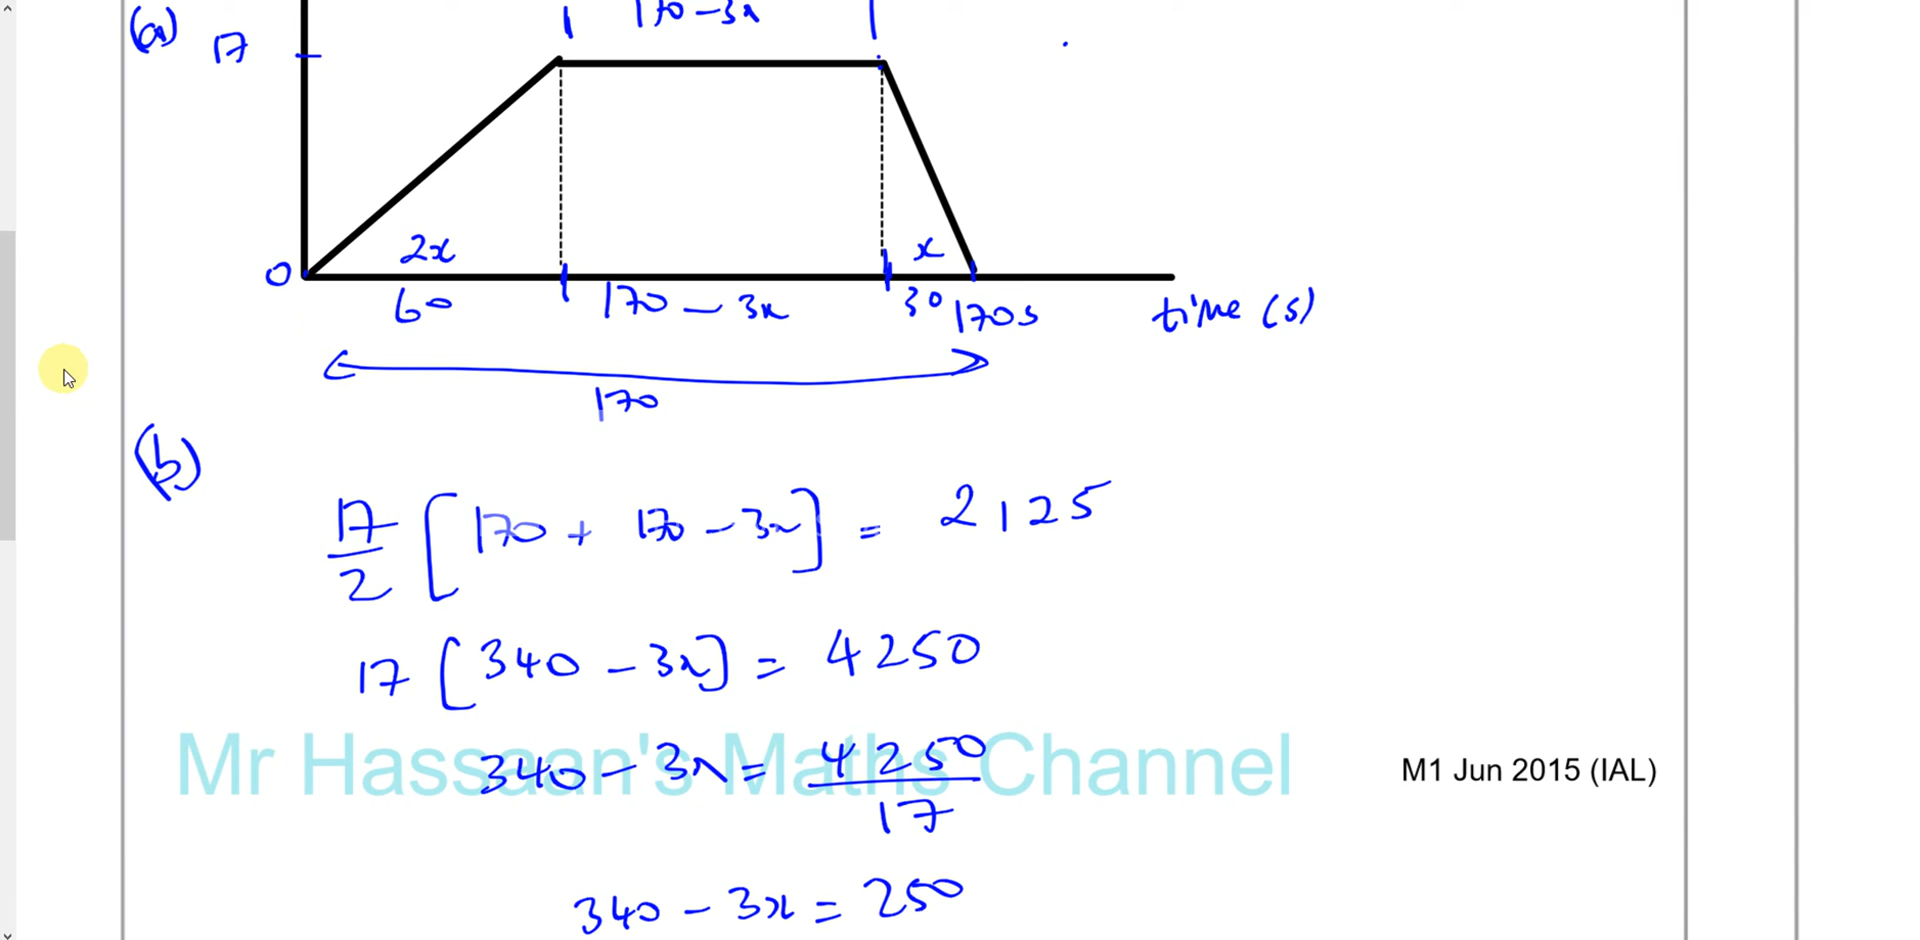 (a)
170-3x
17
2x
x
0
60
170-3x
30
170s
time (s)
170
(b)
17/2 [170 + 170 - 3x] = 2125
17 [340 - 3x] = 4250
340 - 3x = 4250/17
Mr Hassaan's Maths Channel
M1 Jun 2015 (IAL)
340 - 3x = 250